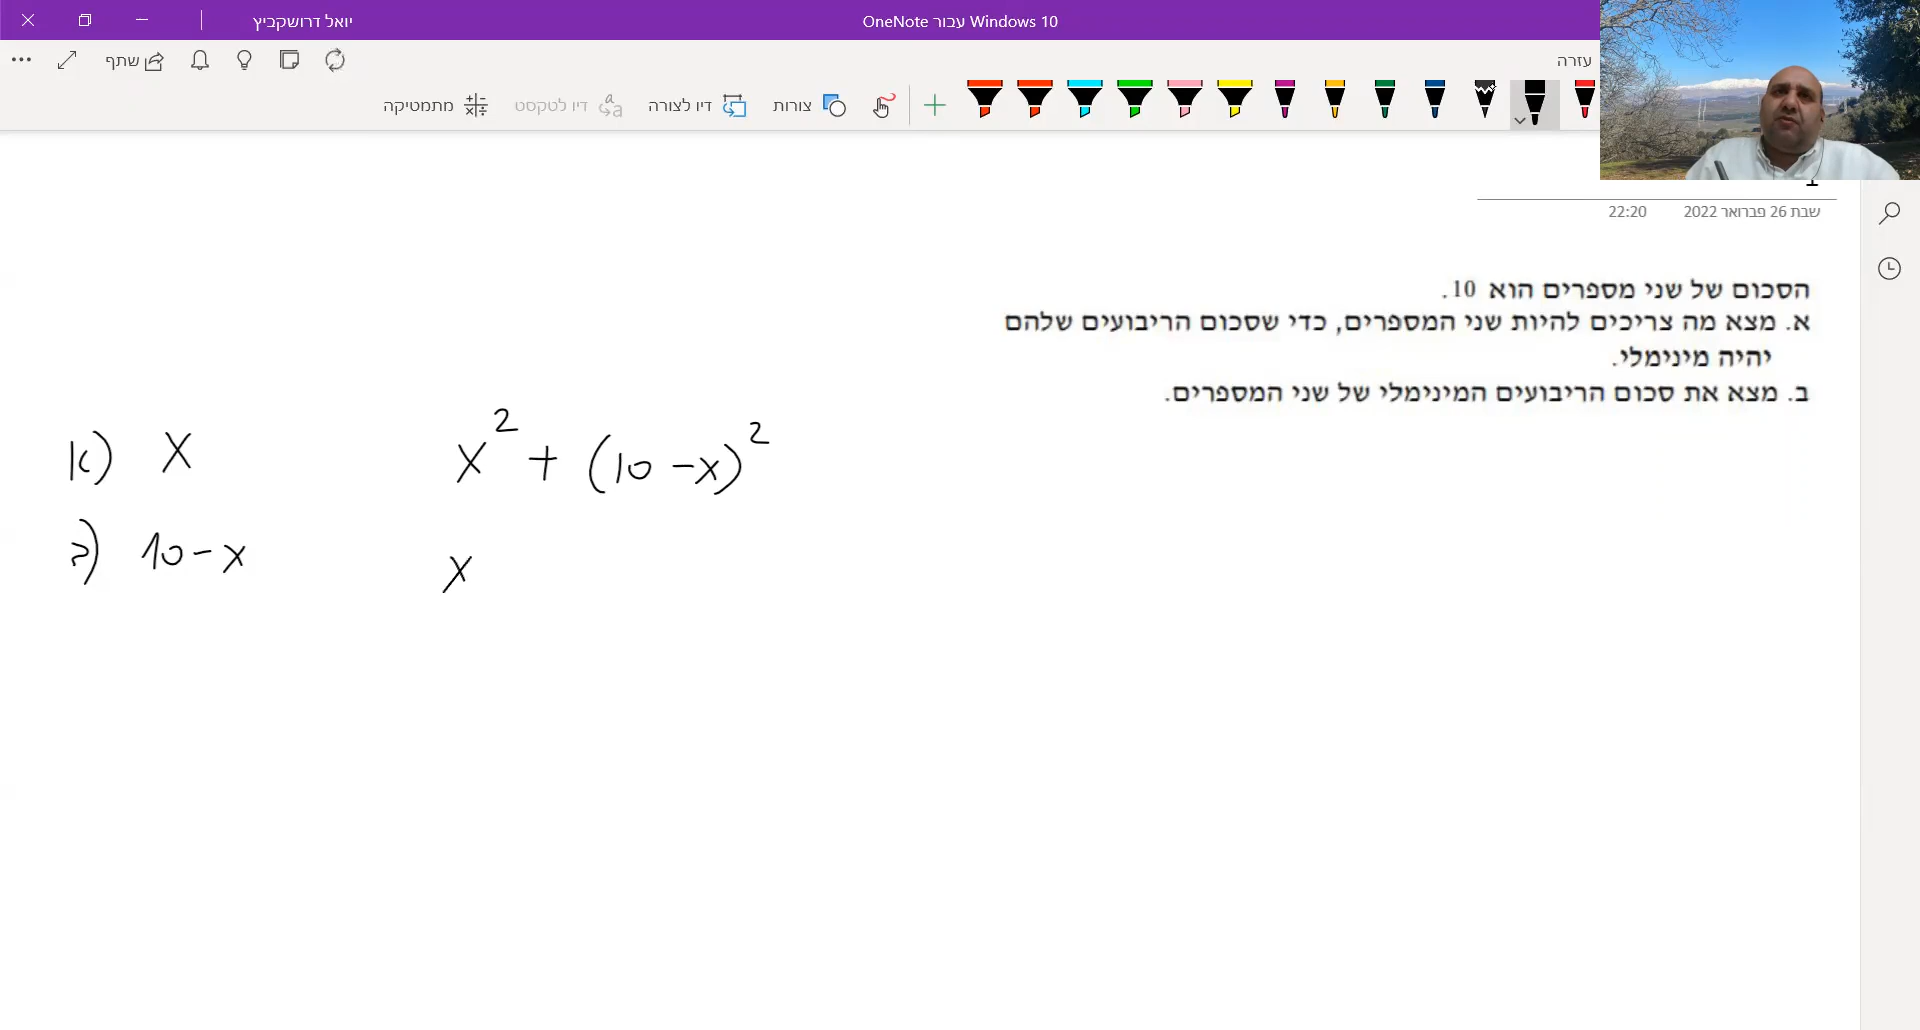 יואל דרושקביץ
OneNote עבור Windows 10
עזרה
שתף
מתמטיקה
דיו לטקסט
דיו לצורה
צורות
שבת 26 פברואר 2022 22:20
הסכום של שני מספרים הוא 10.
א. מצא מה צריכים להיות שני המספרים, כדי שסכום הריבועים שלהם
יהיה מינימלי.
ב. מצא את סכום הריבועים המינימלי של שני המספרים.
א) x
x² + (10 - x)²
ב) 10 - x
x